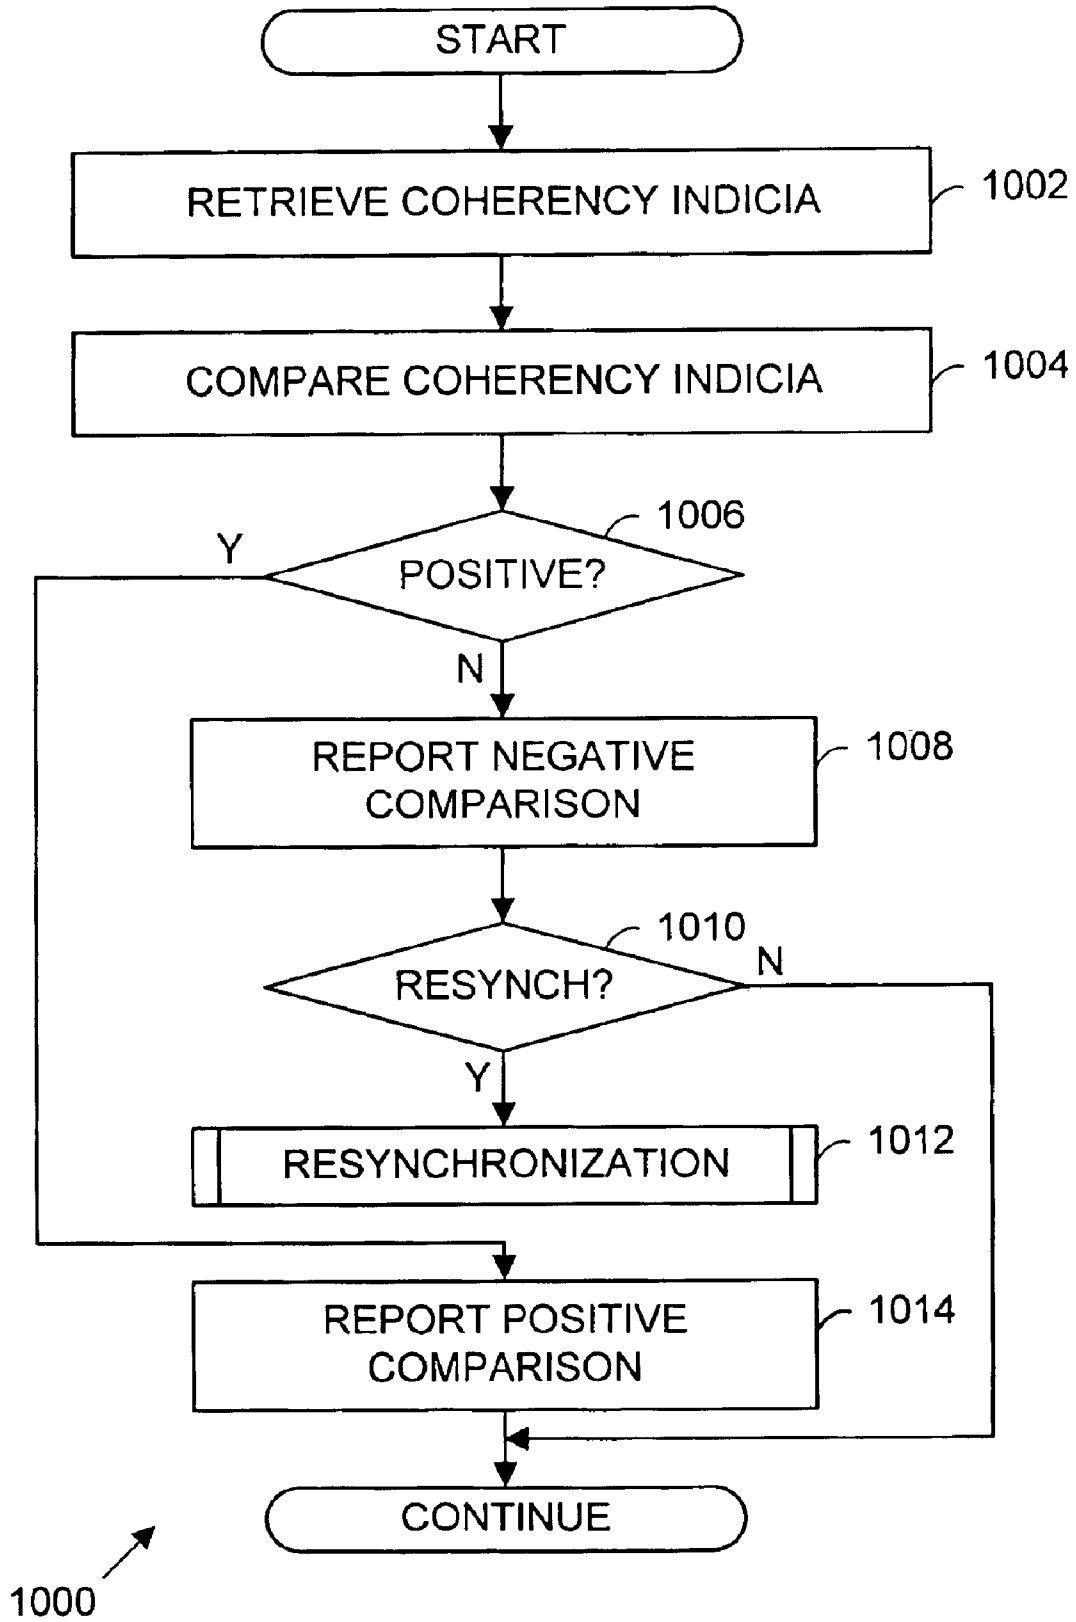 START
RETRIEVE COHERENCY INDICIA
1002
COMPARE COHERENCY INDICIA
1004
1006
Y
POSITIVE?
N
REPORT NEGATIVE
COMPARISON
1008
1010
N
RESYNCH?
Y
RESYNCHRONIZATION
1012
REPORT POSITIVE
COMPARISON
1014
CONTINUE
1000